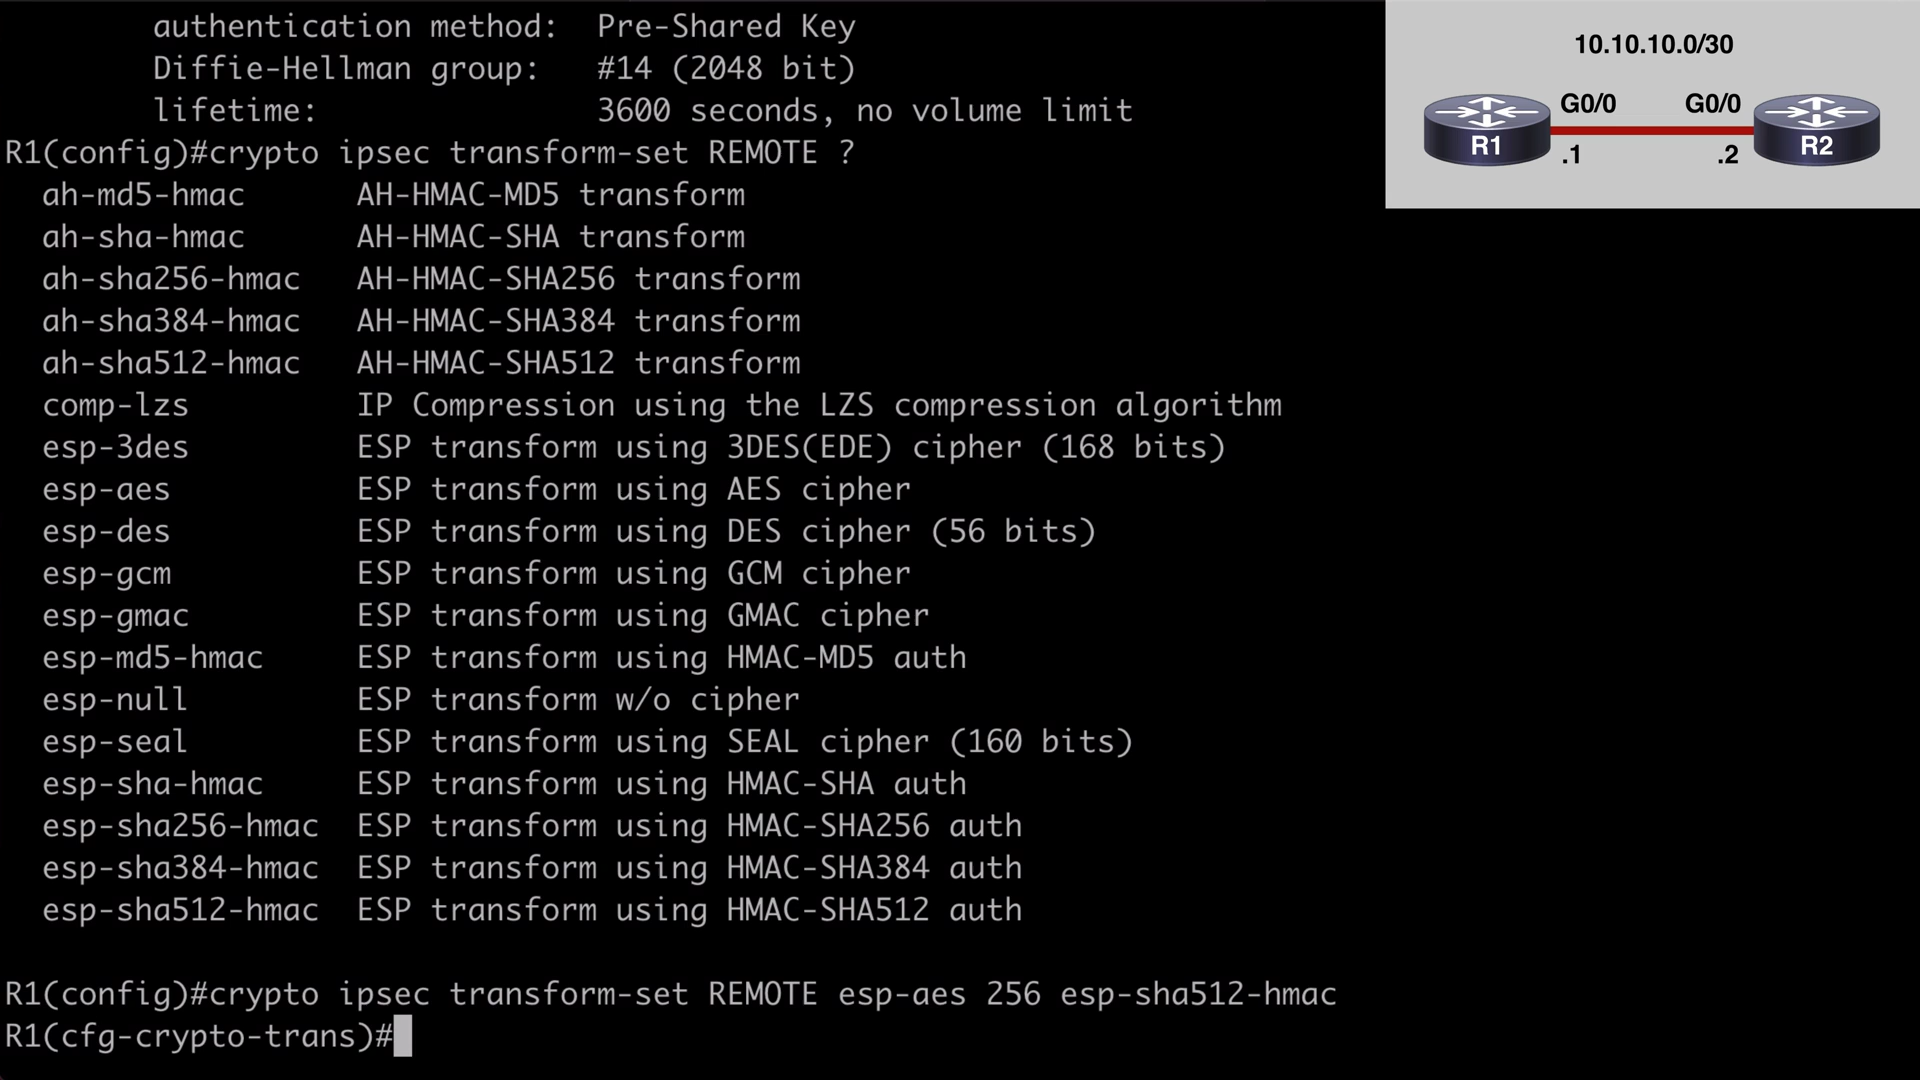 authentication method:  Pre-Shared Key
Diffie-Hellman group:   #14 (2048 bit)
lifetime:               3600 seconds, no volume limit
R1(config)#crypto ipsec transform-set REMOTE ?
ah-md5-hmac      AH-HMAC-MD5 transform
ah-sha-hmac      AH-HMAC-SHA transform
ah-sha256-hmac   AH-HMAC-SHA256 transform
ah-sha384-hmac   AH-HMAC-SHA384 transform
ah-sha512-hmac   AH-HMAC-SHA512 transform
comp-lzs         IP Compression using the LZS compression algorithm
esp-3des         ESP transform using 3DES(EDE) cipher (168 bits)
esp-aes          ESP transform using AES cipher
esp-des          ESP transform using DES cipher (56 bits)
esp-gcm          ESP transform using GCM cipher
esp-gmac         ESP transform using GMAC cipher
esp-md5-hmac     ESP transform using HMAC-MD5 auth
esp-null         ESP transform w/o cipher
esp-seal         ESP transform using SEAL cipher (160 bits)
esp-sha-hmac     ESP transform using HMAC-SHA auth
esp-sha256-hmac  ESP transform using HMAC-SHA256 auth
esp-sha384-hmac  ESP transform using HMAC-SHA384 auth
esp-sha512-hmac  ESP transform using HMAC-SHA512 auth
R1(config)#crypto ipsec transform-set REMOTE esp-aes 256 esp-sha512-hmac
R1(cfg-crypto-trans)#
10.10.10.0/30
G0/0 G0/0
R1 R2
.1 .2